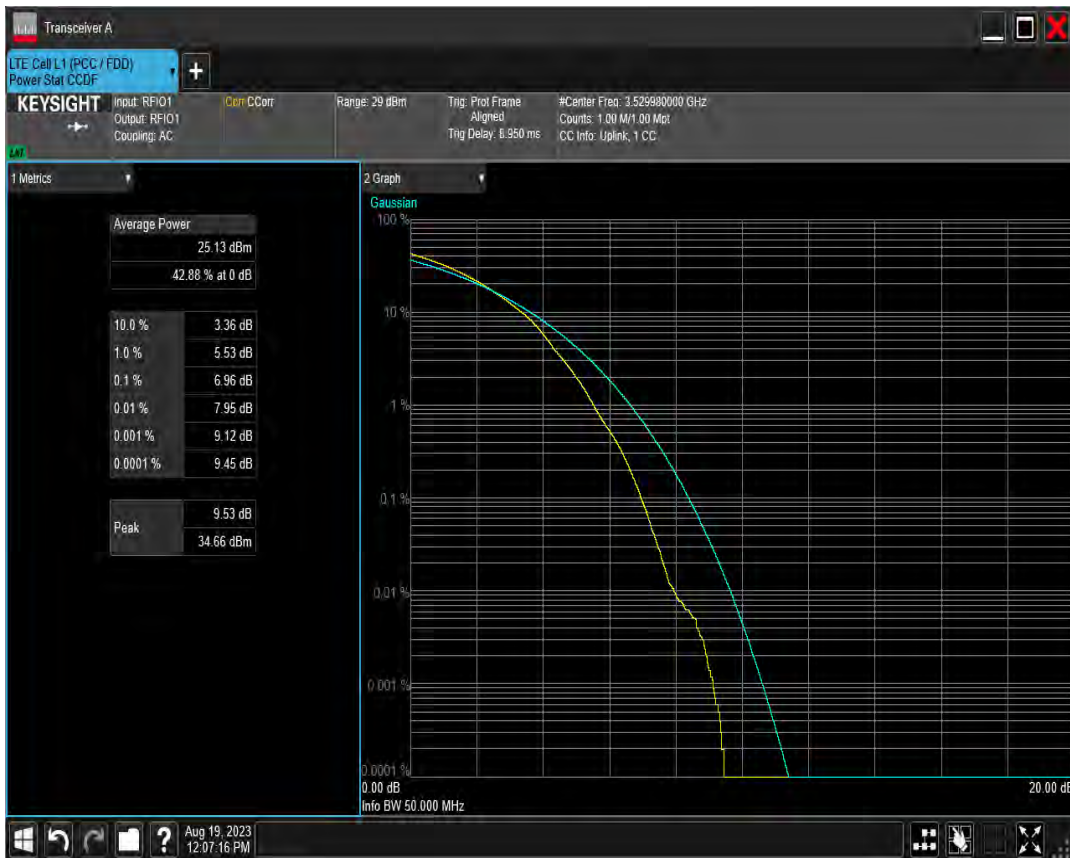 Transceiver A
LTE Cell L1 (PCC / FDD)
Power Stat CCDF
+
KEYSIGHT
Input: RFIO1
Output: RFIO1
Coupling: AC
Corr CCorr
Range: 29 dBm
Trig: Prot Frame
Aligned
Trig Delay: 8.950 ms
#Center Freq: 3.529980000 GHz
Counts: 1.00 M/1.00 Mpt
CC Info: Uplink, 1 CC
1 Metrics
Average Power
25.13 dBm
42.88 % at 0 dB
10.0 % 3.36 dB
1.0 % 5.53 dB
0.1 % 6.96 dB
0.01 % 7.95 dB
0.001 % 9.12 dB
0.0001 % 9.45 dB
Peak
9.53 dB
34.66 dBm
2 Graph
Gaussian
100 %
10 %
1 %
0.1 %
0.01 %
0.001 %
0.0001 %
0.00 dB
20.00 dB
Info BW 50.000 MHz
?
Aug 19, 2023
12:07:16 PM